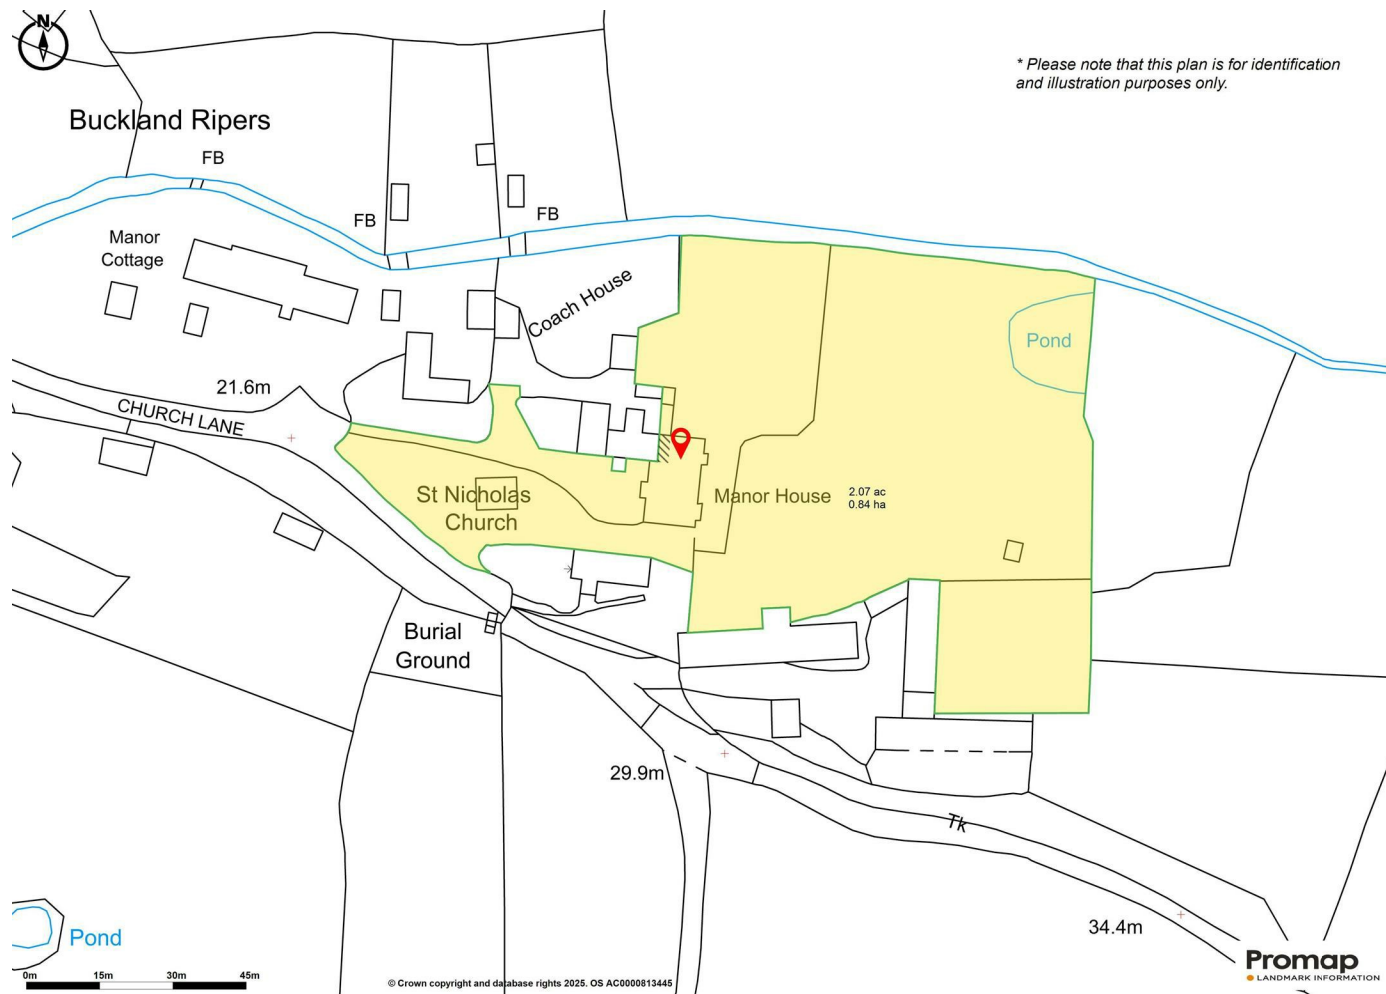 N
* Please note that this plan is for identification
and illustration purposes only.
Buckland Ripers
FB
FB
FB
Manor
Cottage
Coach House
Pond
21.6m
CHURCH LANE
St Nicholas
Church
Manor House
2.07 ac
0.84 ha
Burial
Ground
29.9m
Tk
34.4m
Pond
0m 15m 30m 45m
© Crown copyright and database rights 2025. OS AC0000813445
Promap
LANDMARK INFORMATION